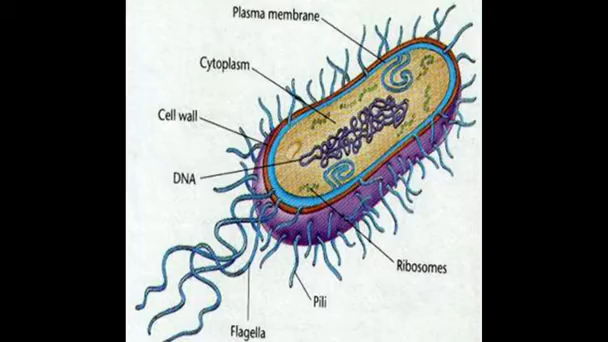 Plasma membrane
Cytoplasm
Cell wall
DNA
Ribosomes
Pili
Flagella